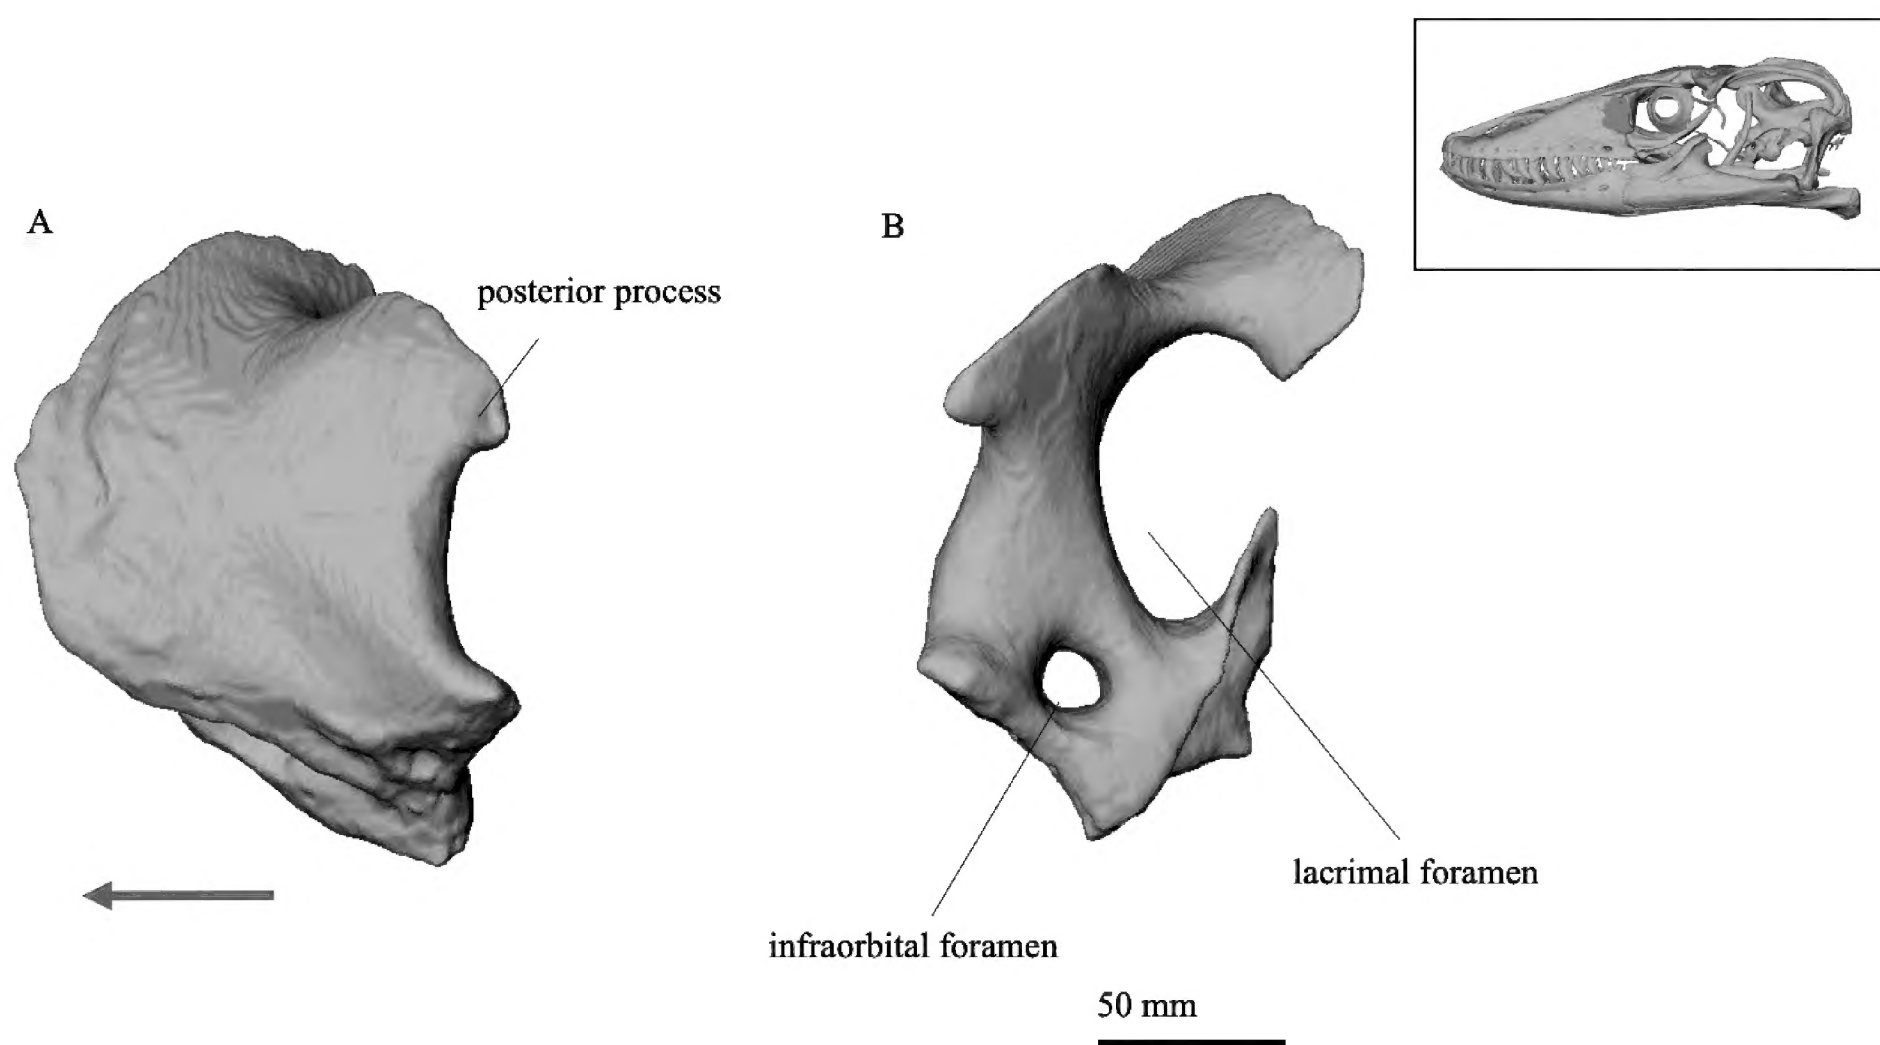 A
B
posterior process
lacrimal foramen
infraorbital foramen
50 mm